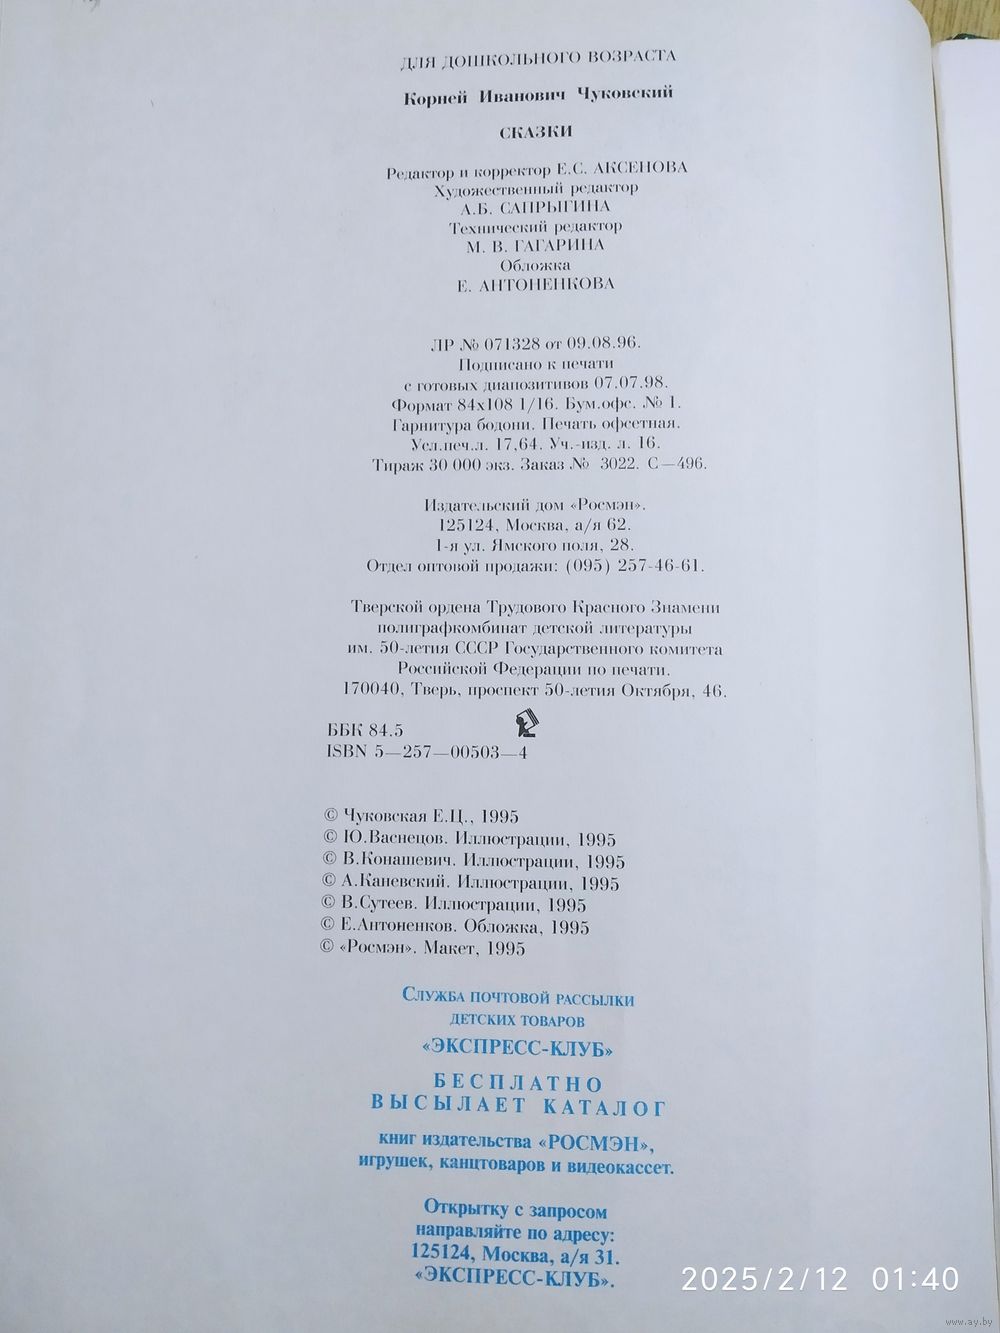 ДЛЯ ДОШКОЛЬНОГО ВОЗРАСТА
Корней Иванович Чуковский
СКАЗКИ
Редактор и корректор Е.С. АКСЕНОВА
Художественный редактор
А.Б. САПРЫГИНА
Технический редактор
М. В. ГАГАРИНА
Обложка
Е. АНТОНЕНКОВА
ЛР № 071328 от 09.08.96.
Подписано к печати
с готовых диапозитивов 07.07.98.
Формат 84x108 1/16. Бум.офс. № 1.
Гарнитура бодони. Печать офсетная.
Усл.печ.л. 17,64. Уч.-изд. л. 16.
Тираж 30 000 экз. Заказ № 3022. С—496.
Издательский дом «Росмэн».
125124, Москва, а/я 62.
1-я ул. Ямского поля, 28.
Отдел оптовой продажи: (095) 257-46-61.
Тверской ордена Трудового Красного Знамени
полиграфкомбинат детской литературы
им. 50-летия СССР Государственного комитета
Российской Федерации по печати.
170040, Тверь, проспект 50-летия Октября, 46.
ББК 84.5
ISBN 5—257—00503—4
© Чуковская Е.Ц., 1995
© Ю.Васнецов. Иллюстрации, 1995
© В.Конашевич. Иллюстрации, 1995
© А.Каневский. Иллюстрации, 1995
© В.Сутеев. Иллюстрации, 1995
© Е.Антоненков. Обложка, 1995
© «Росмэн». Макет, 1995
СЛУЖБА ПОЧТОВОЙ РАССЫЛКИ
ДЕТСКИХ ТОВАРОВ
«ЭКСПРЕСС-КЛУБ»
БЕСПЛАТНО
ВЫСЫЛАЕТ КАТАЛОГ
книг издательства «РОСМЭН»,
игрушек, канцтоваров и видеокассет.
Открытку с запросом
направляйте по адресу:
125124, Москва, а/я 31.
«ЭКСПРЕСС-КЛУБ».
2025/2/12 01:40
www.ay.by